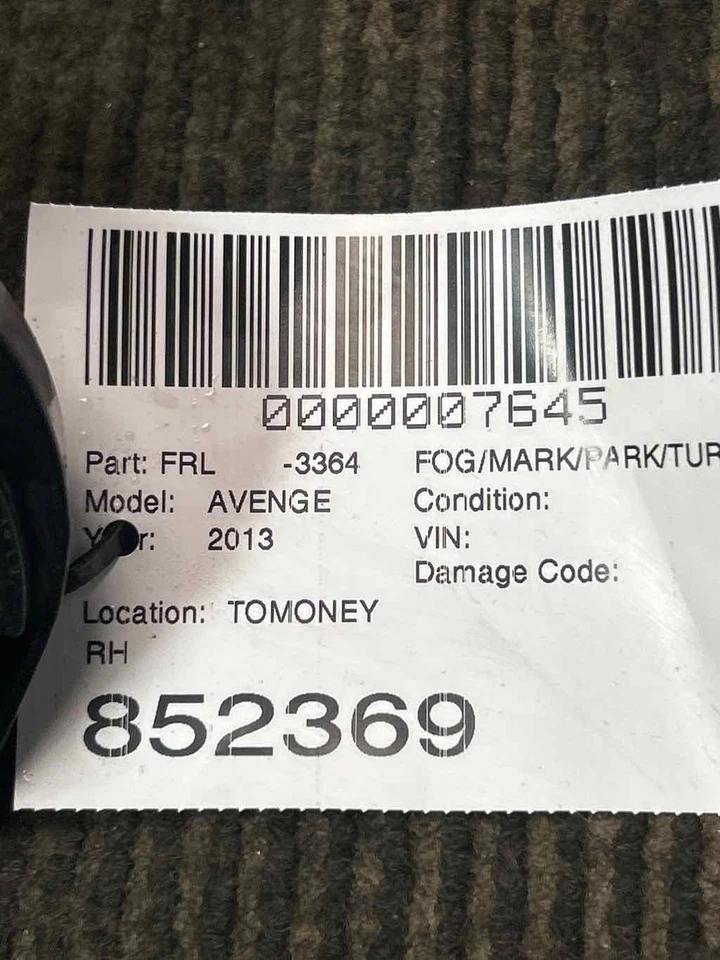 0000007645
Part: FRL -3364 FOG/MARK/PARK/TUR
Model: AVENGE Condition:
2013 VIN:
Damage Code:
Location: TOMONEY
RH
852369